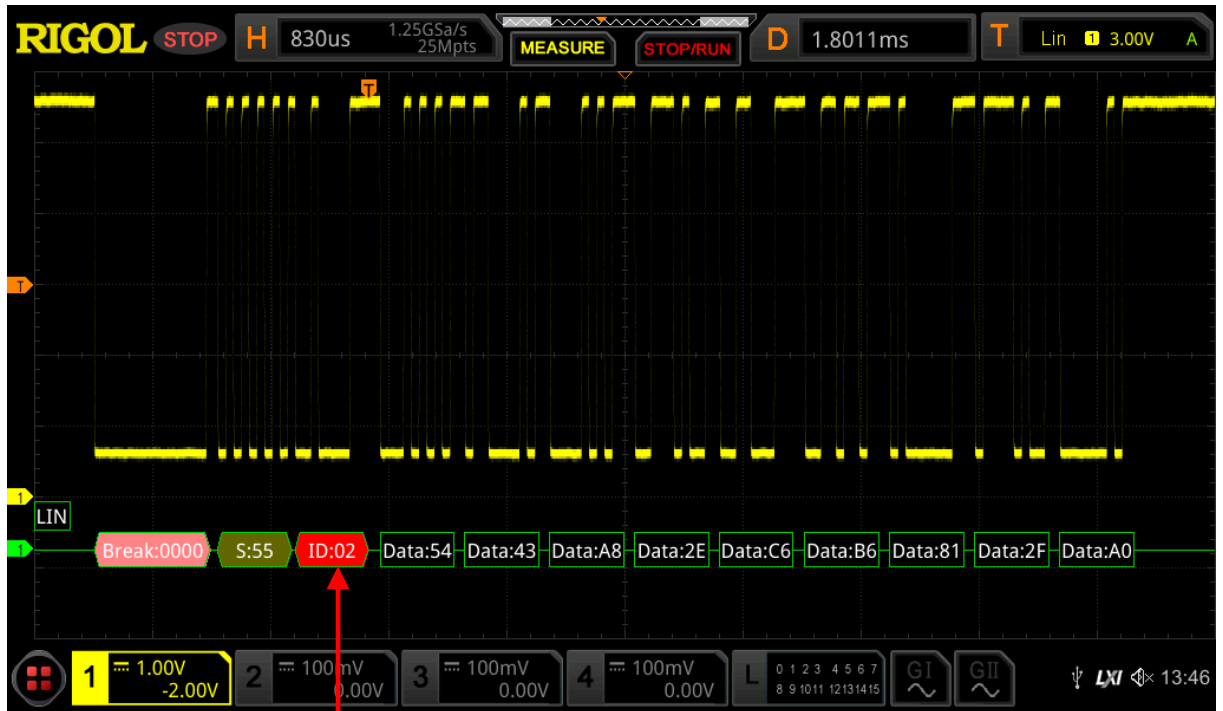 RIGOL STOP H 830us 1.25GSa/s 25Mpts MEASURE STOP/RUN D 1.8011ms T Lin 1 3.00V A
T
T
1
LIN
1 Break:0000 S:55 ID:02 Data:54 Data:43 Data:A8 Data:2E Data:C6 Data:B6 Data:81 Data:2F Data:A0
1 1.00V -2.00V 2 100mV 0.00V 3 100mV 0.00V 4 100mV 0.00V L 0 1 2 3 4 5 6 7 8 9 10 11 12 13 14 15 GI GII LXI 13:46